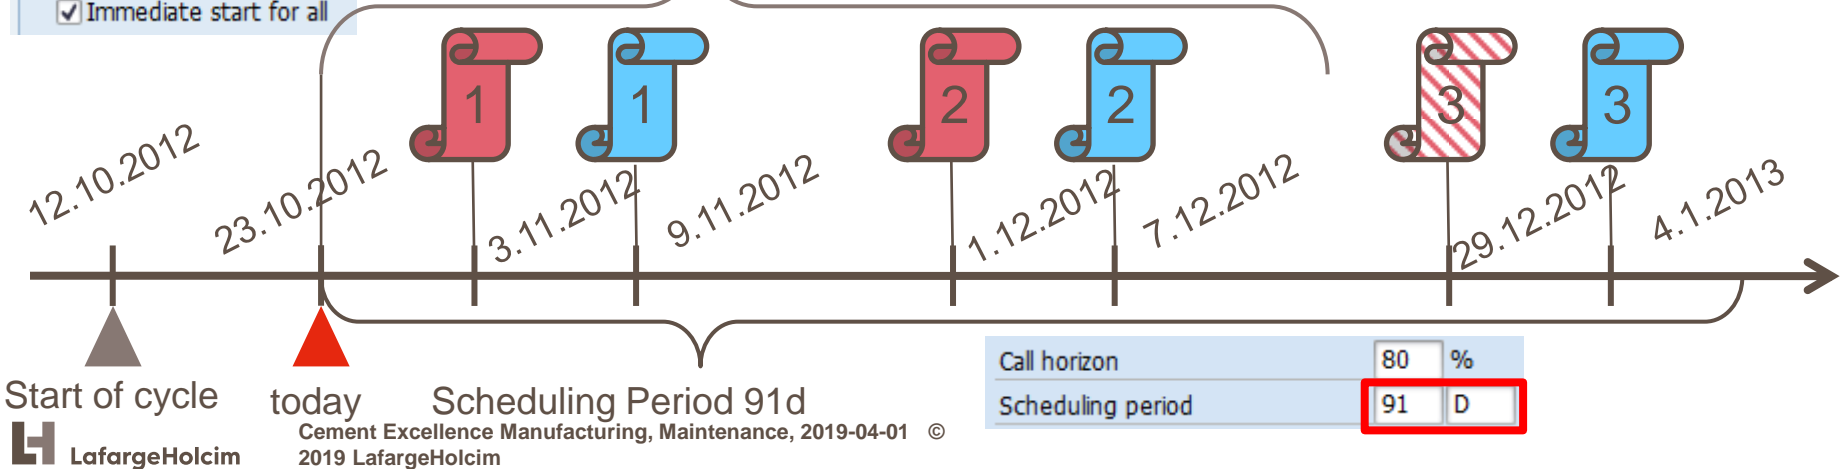 Immediate start for all
1
1
2
2
3
3
12.10.2012
23.10.2012
3.11.2012
9.11.2012
1.12.2012
7.12.2012
29.12.2012
4.1.2013
Start of cycle
today
Scheduling Period 91d
Call horizon 80 %
Scheduling period 91 D
Cement Excellence Manufacturing, Maintenance, 2019-04-01 ©
2019 LafargeHolcim
LafargeHolcim